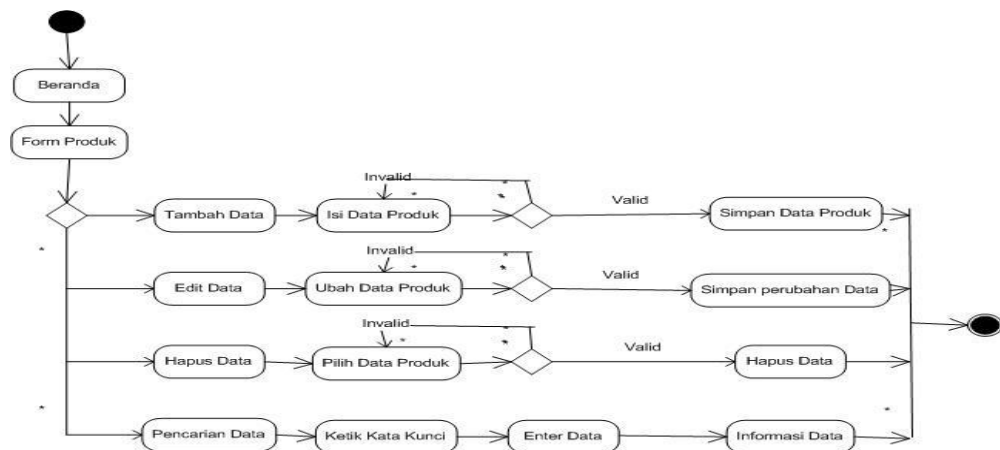 Beranda
Form Produk
Invalid
Tambah Data
Isi Data Produk
Valid
Simpan Data Produk
Invalid
Edit Data
Ubah Data Produk
Valid
Simpan perubahan Data
Invalid
Hapus Data
Pilih Data Produk
Valid
Hapus Data
Pencarian Data
Ketik Kata Kunci
Enter Data
Informasi Data